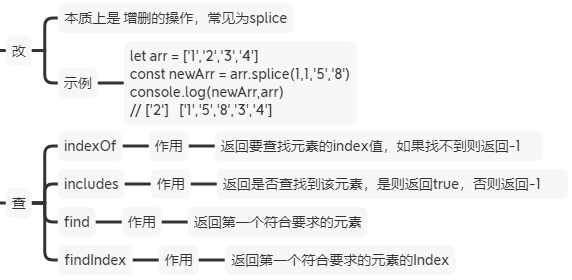 改
本质上是 增删的操作，常见为splice
示例
let arr = ['1','2','3','4']
const newArr = arr.splice(1,1,'5','8')
console.log(newArr,arr)
// ['2'] ['1','5','8','3','4']
查
indexOf 作用 返回要查找元素的index值，如果找不到则返回-1
includes 作用 返回是否查找到该元素，是则返回true，否则返回-1
find 作用 返回第一个符合要求的元素
findIndex 作用 返回第一个符合要求的元素的Index